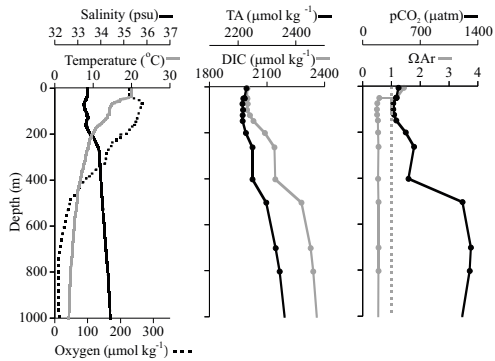 Salinity (psu)
32 33 34 35 36 37
Temperature (°C)
0 10 20 30
TA
(µmol kg⁻¹)
2200 2400
DIC (µmol kg⁻¹)
1800 2100 2400 2400
pCO₂ (µatm)
0 700 1400
ΩAr
0 1 2 3 4
Depth (m)
0
200
400
600
800
1000
0 100 200 300
Oxygen (µmol kg⁻¹)